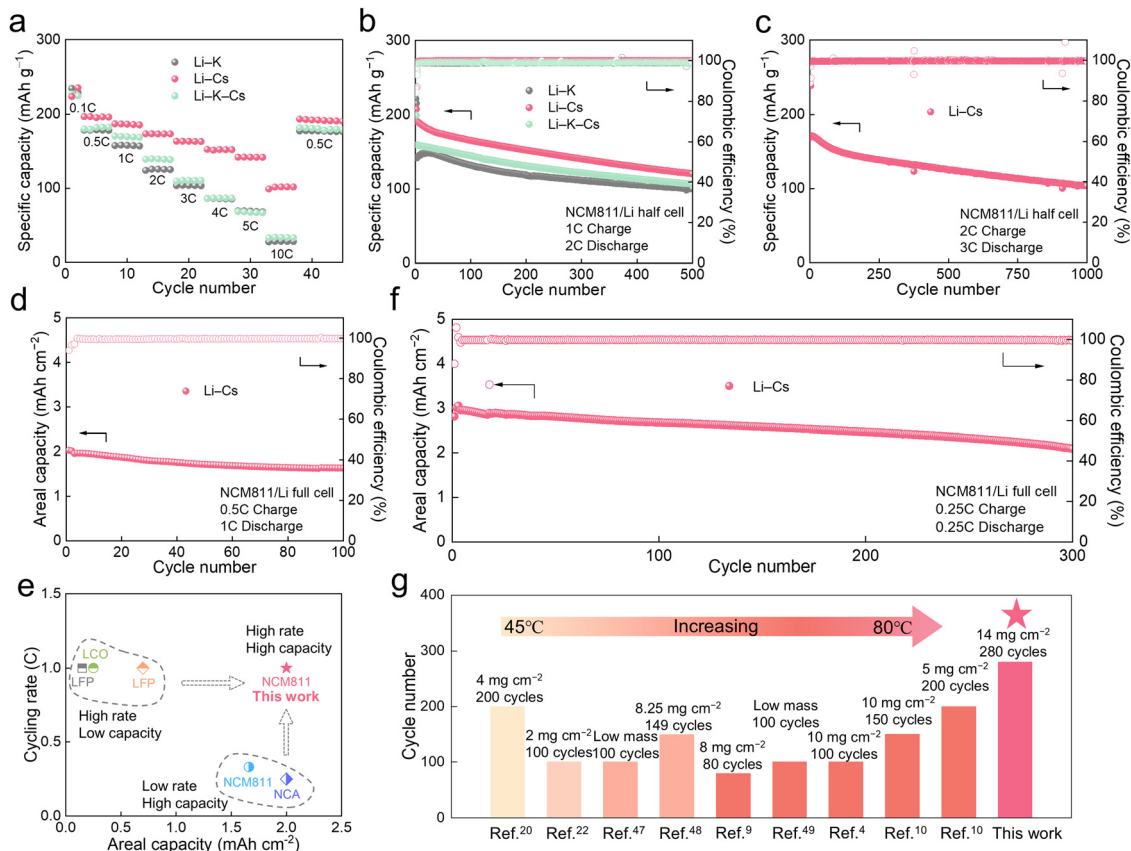 a
300
200
100
0
Specific capacity (mAh g⁻¹)
Li–K
Li–Cs
Li–K–Cs
0.1C
0.5C
1C
2C
3C
4C
5C
10C
0.5C
0
10
20
30
40
Cycle number
b
300
200
100
0
Specific capacity (mAh g⁻¹)
100
80
60
40
20
0
Coulombic efficiency (%)
Li–K
Li–Cs
Li–K–Cs
NCM811/Li half cell
1C Charge
2C Discharge
0
100
200
300
400
500
Cycle number
c
300
200
100
0
Specific capacity (mAh g⁻¹)
100
80
60
40
20
0
Coulombic efficiency (%)
Li–Cs
NCM811/Li half cell
2C Charge
3C Discharge
0
250
500
750
1000
Cycle number
d
5
4
3
2
1
0
Areal capacity (mAh cm⁻²)
100
80
60
40
20
0
Coulombic efficiency (%)
Li–Cs
NCM811/Li full cell
0.5C Charge
1C Discharge
0
20
40
60
80
100
Cycle number
f
5
4
3
2
1
0
Areal capacity (mAh cm⁻²)
100
80
60
40
20
0
Coulombic efficiency (%)
Li–Cs
NCM811/Li full cell
0.25C Charge
0.25C Discharge
0
100
200
300
Cycle number
e
1.5
1.0
0.5
0.0
Cycling rate (C)
High rate
High capacity
LCO
LFP
LFP
NCM811
This work
High rate
Low capacity
Low rate
High capacity
NCM811
NCA
0.0
0.5
1.0
1.5
2.0
2.5
Areal capacity (mAh cm⁻²)
g
400
300
200
100
0
Cycle number
45℃
Increasing
80℃
4 mg cm⁻²
200 cycles
2 mg cm⁻²
100 cycles
Low mass
100 cycles
8.25 mg cm⁻²
149 cycles
8 mg cm⁻²
80 cycles
Low mass
100 cycles
10 mg cm⁻²
100 cycles
10 mg cm⁻²
150 cycles
5 mg cm⁻²
200 cycles
14 mg cm⁻²
280 cycles
Ref.²⁰
Ref.²²
Ref.⁴⁷
Ref.⁴⁸
Ref.⁹
Ref.⁴⁹
Ref.⁴
Ref.¹⁰
Ref.¹⁰
This work